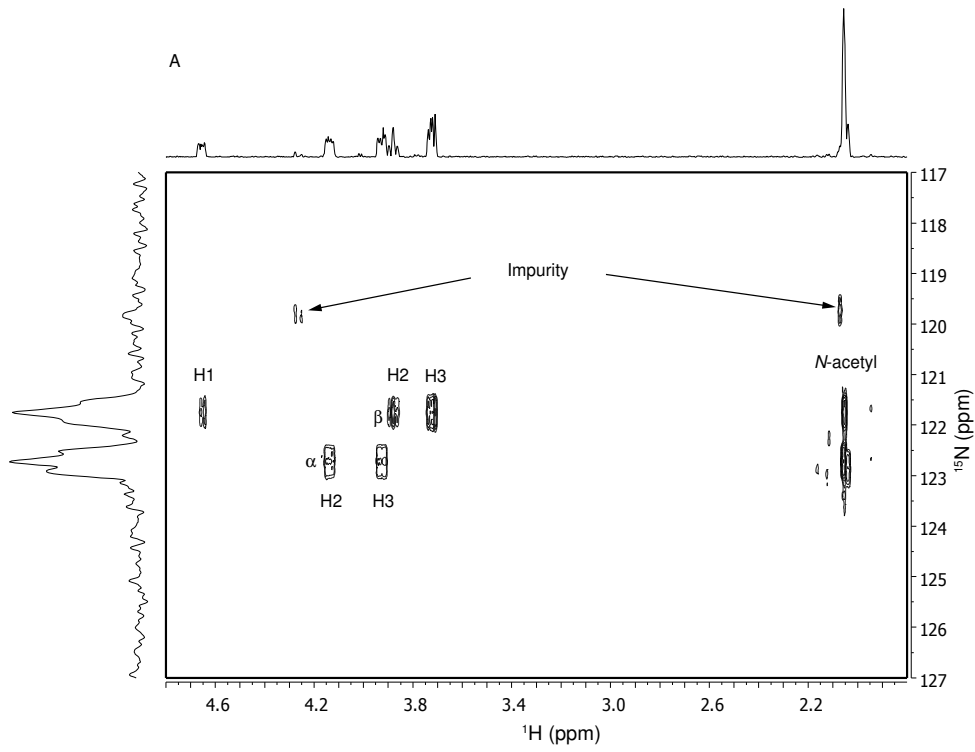 A
117
118
119
Impurity
120
H1 H2 H3 N-acetyl
121
β
122
α
123
H2 H3
124
125
126
127
¹⁵N (ppm)
4.6 4.2 3.8 3.4 3.0 2.6 2.2
¹H (ppm)